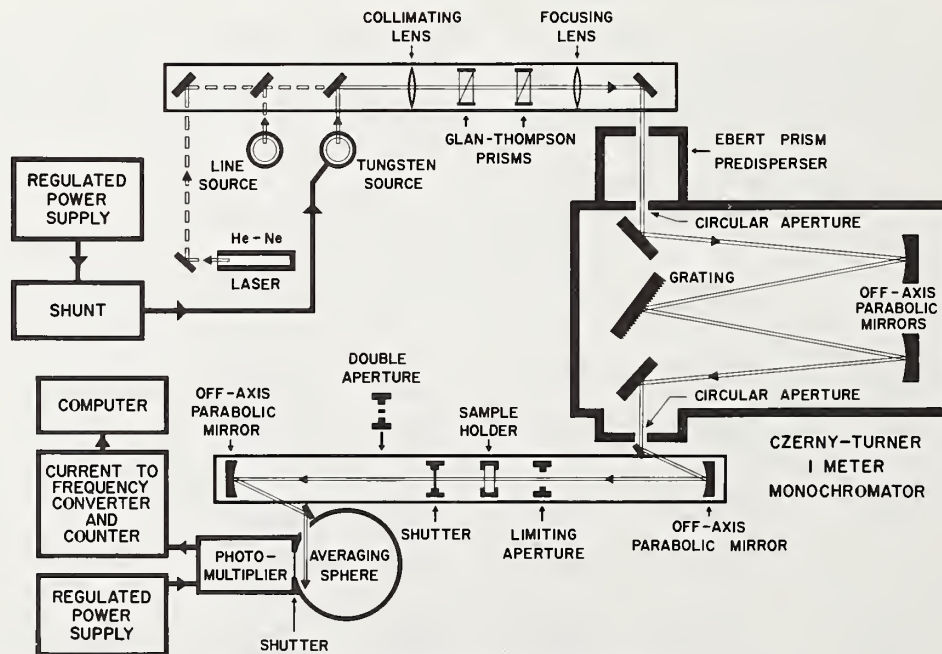 COLLIMATING
LENS
FOCUSING
LENS
GLAN-THOMPSON
PRISMS
LINE
SOURCE
TUNGSTEN
SOURCE
EBERT PRISM
PREDISPERSER
REGULATED
POWER
SUPPLY
He-Ne
LASER
SHUNT
CIRCULAR APERTURE
GRATING
OFF-AXIS
PARABOLIC
MIRRORS
CIRCULAR APERTURE
CZERNY-TURNER
1 METER
MONOCHROMATOR
DOUBLE
APERTURE
COMPUTER
OFF-AXIS
PARABOLIC
MIRROR
SAMPLE
HOLDER
CURRENT TO
FREQUENCY
CONVERTER
AND
COUNTER
SHUTTER
LIMITING
APERTURE
OFF-AXIS
PARABOLIC MIRROR
PHOTO-
MULTIPLIER
AVERAGING
SPHERE
REGULATED
POWER
SUPPLY
SHUTTER